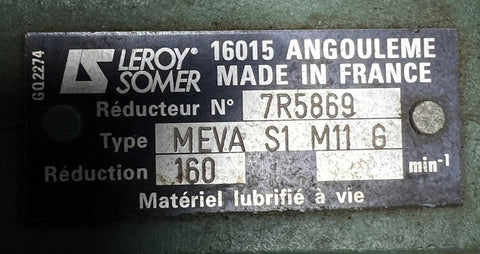 GQ2274
LEROY® SOMER
16015 ANGOULEME
MADE IN FRANCE
Réducteur N° 7R5869
Type MEVA S1 M11 G
Réduction 160 min-1
Matériel lubrifié à vie